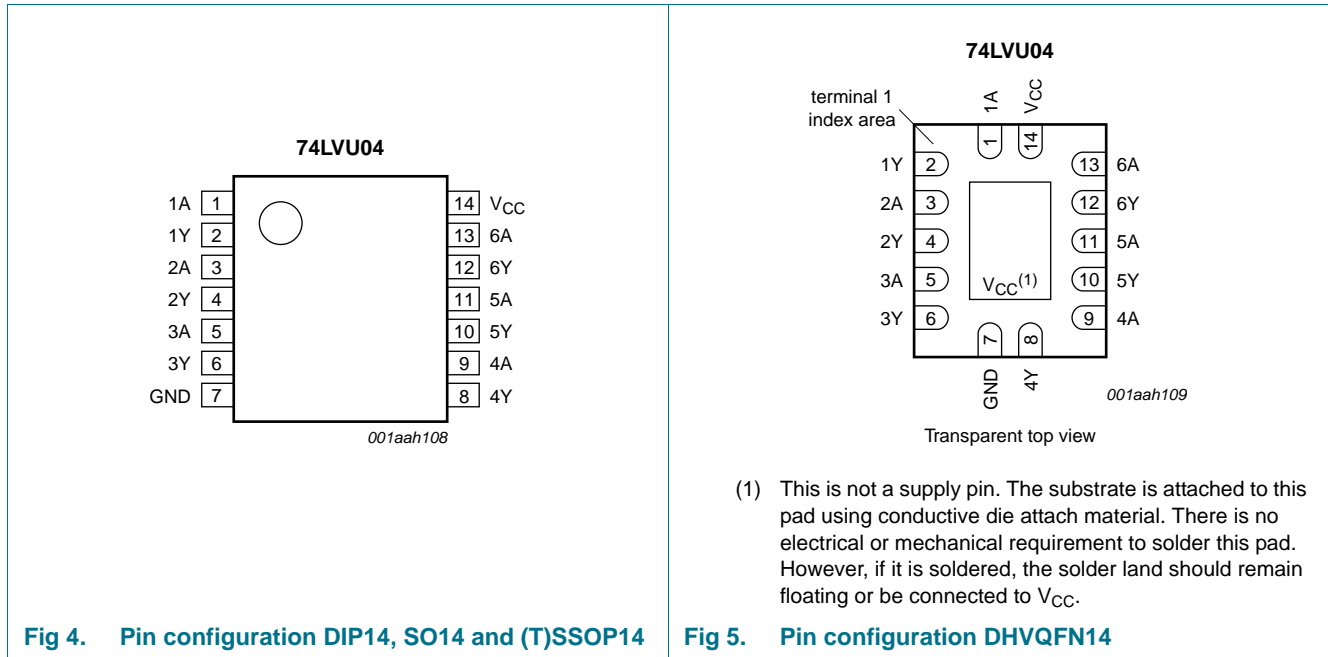 74LVU04
1A 1 14 VCC
1Y 2 13 6A
2A 3 12 6Y
2Y 4 11 5A
3A 5 10 5Y
3Y 6 9 4A
GND 7 8 4Y
001aah108
Fig 4. Pin configuration DIP14, SO14 and (T)SSOP14
74LVU04
terminal 1
index area
1A VCC
1 14
1Y 2 13 6A
2A 3 12 6Y
2Y 4 11 5A
3A 5 10 5Y
VCC(1)
3Y 6 9 4A
7 8
GND 4Y
001aah109
Transparent top view
(1) This is not a supply pin. The substrate is attached to this
pad using conductive die attach material. There is no
electrical or mechanical requirement to solder this pad.
However, if it is soldered, the solder land should remain
floating or be connected to VCC.
Fig 5. Pin configuration DHVQFN14